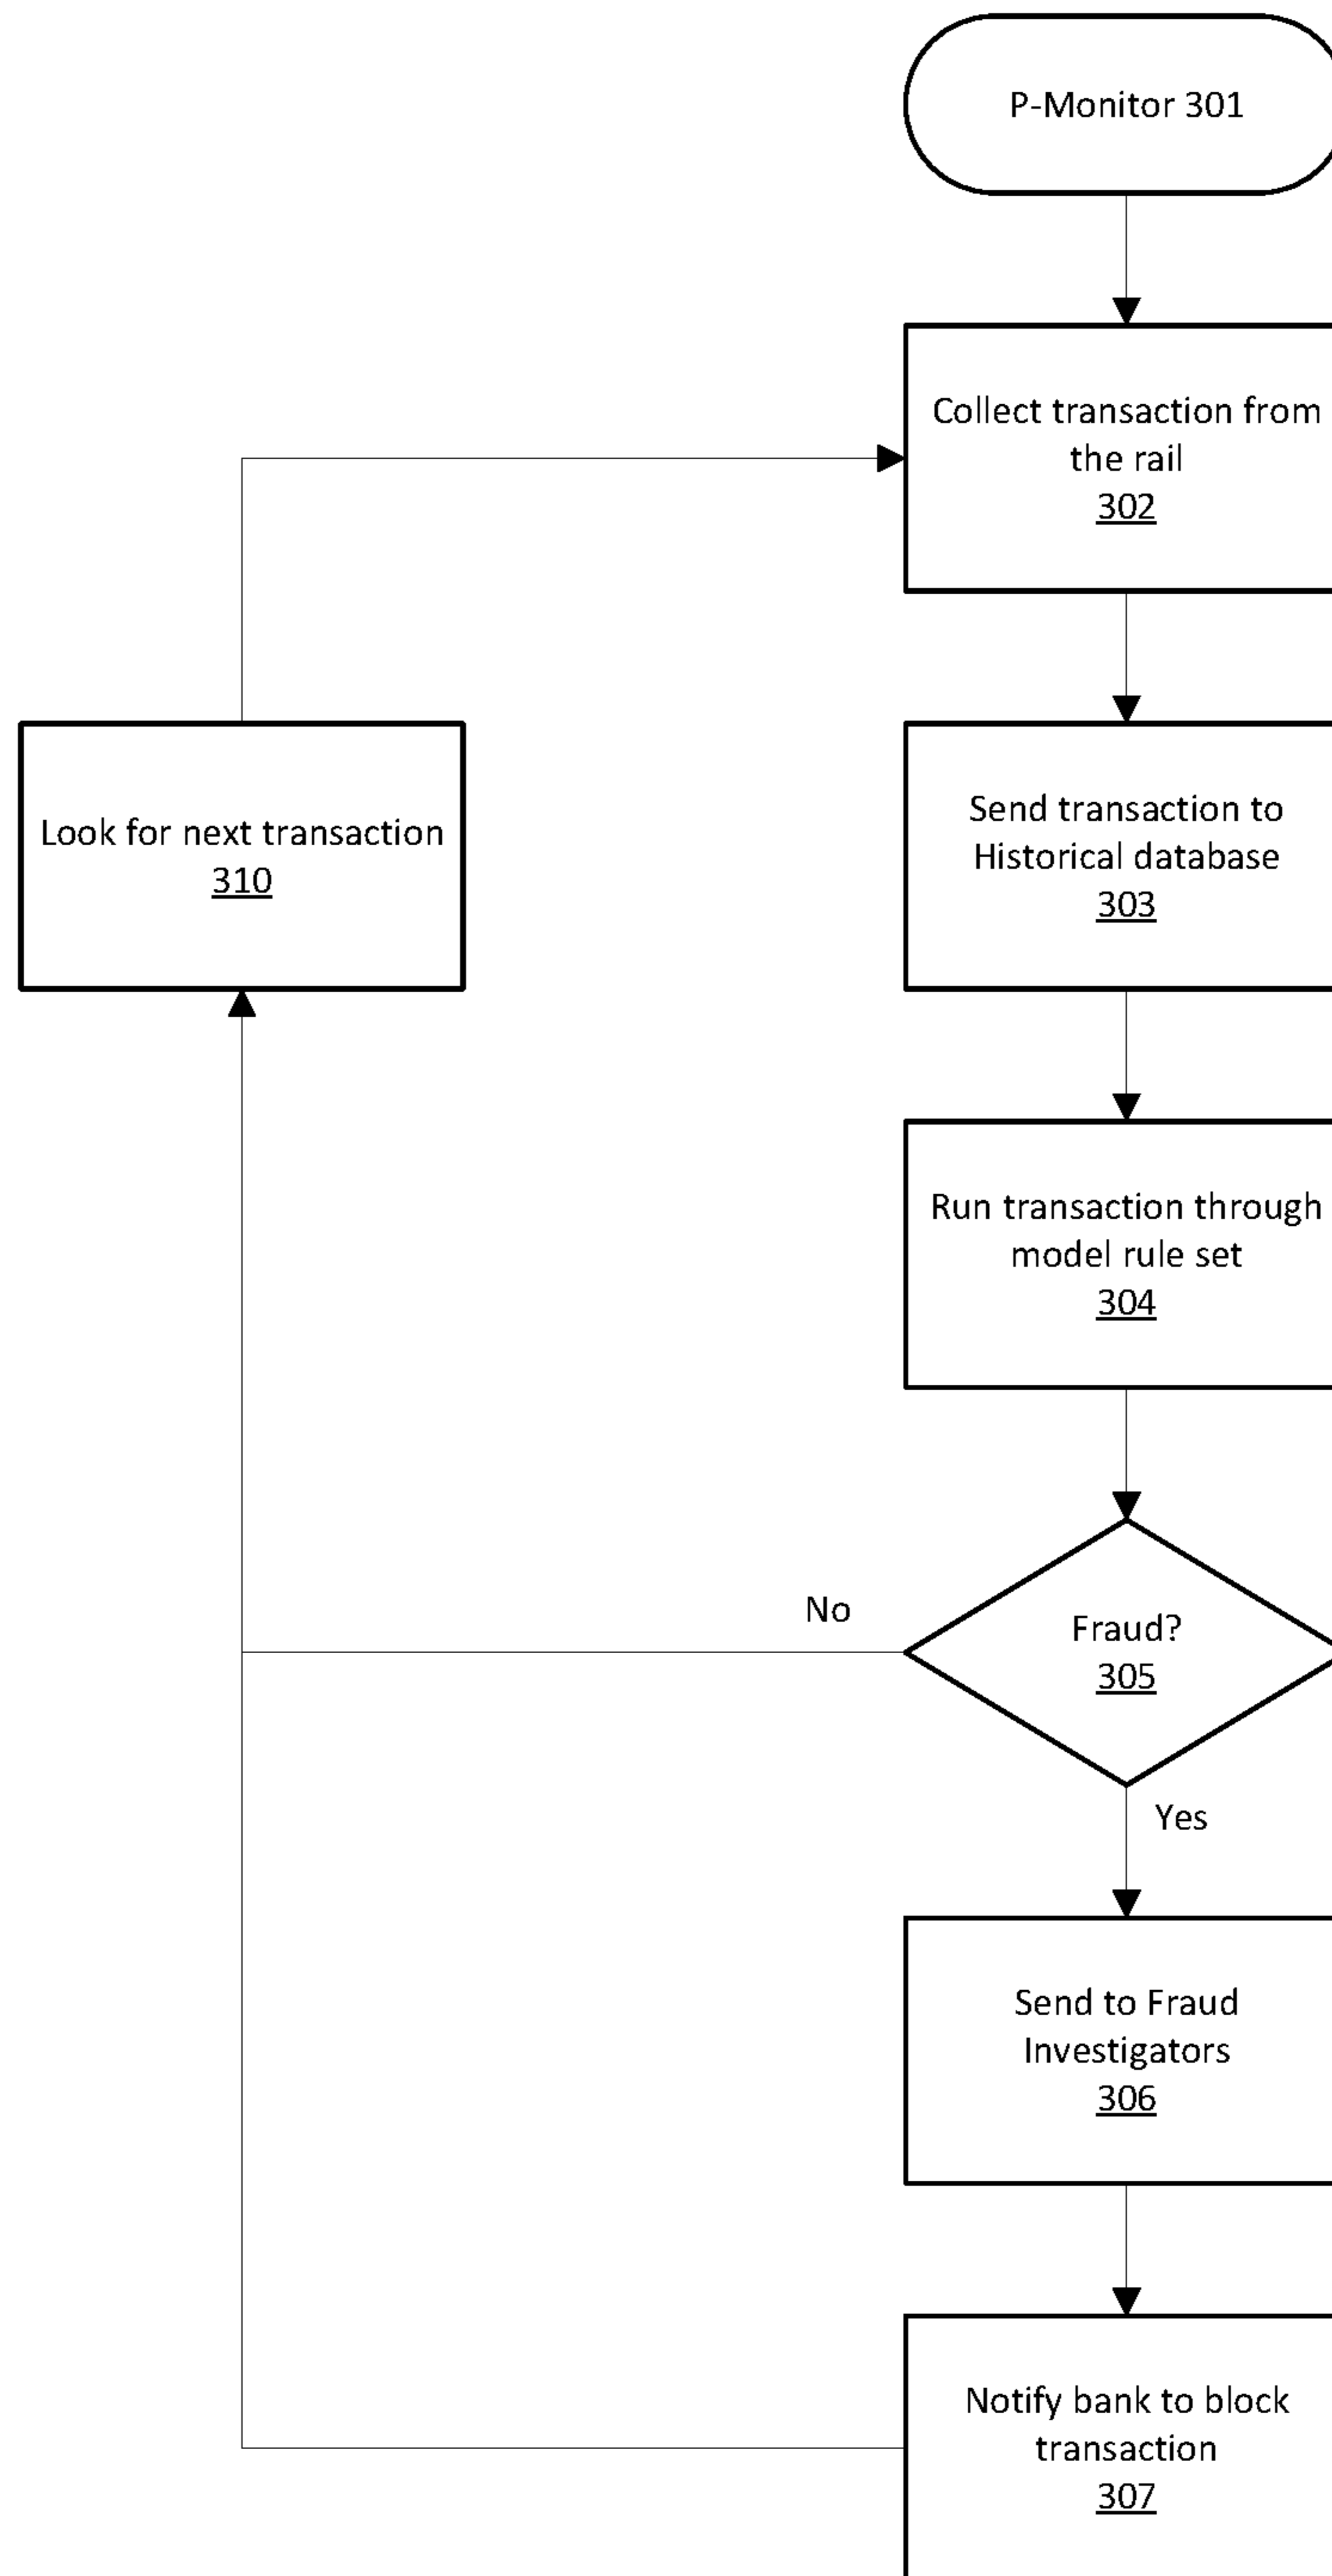 P-Monitor 301
Collect transaction from
the rail
302
Look for next transaction
310
Send transaction to
Historical database
303
Run transaction through
model rule set
304
No
Fraud?
305
Yes
Send to Fraud
Investigators
306
Notify bank to block
transaction
307